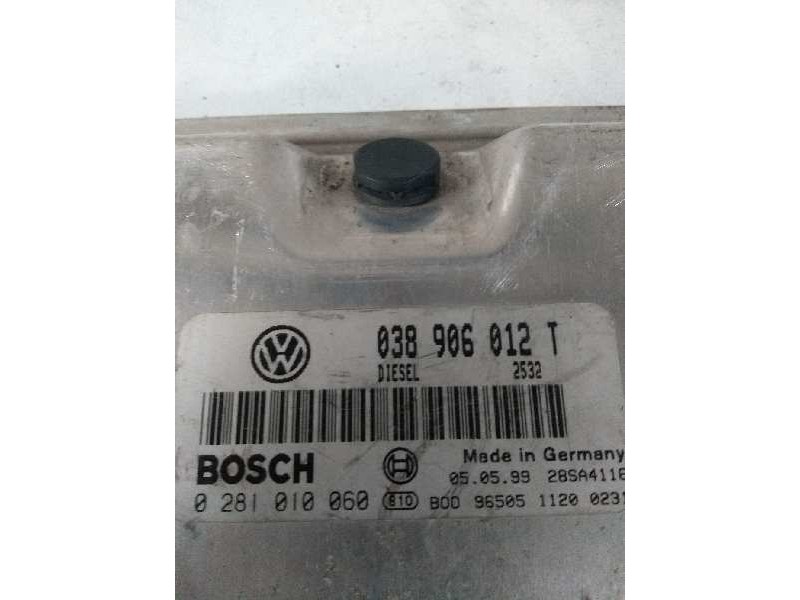 038 906 012 T
DIESEL 2532
BOSCH
Made in Germany
05.05.99 28SA4116
0 281 010 060 810 BOO 96505 1120 0231